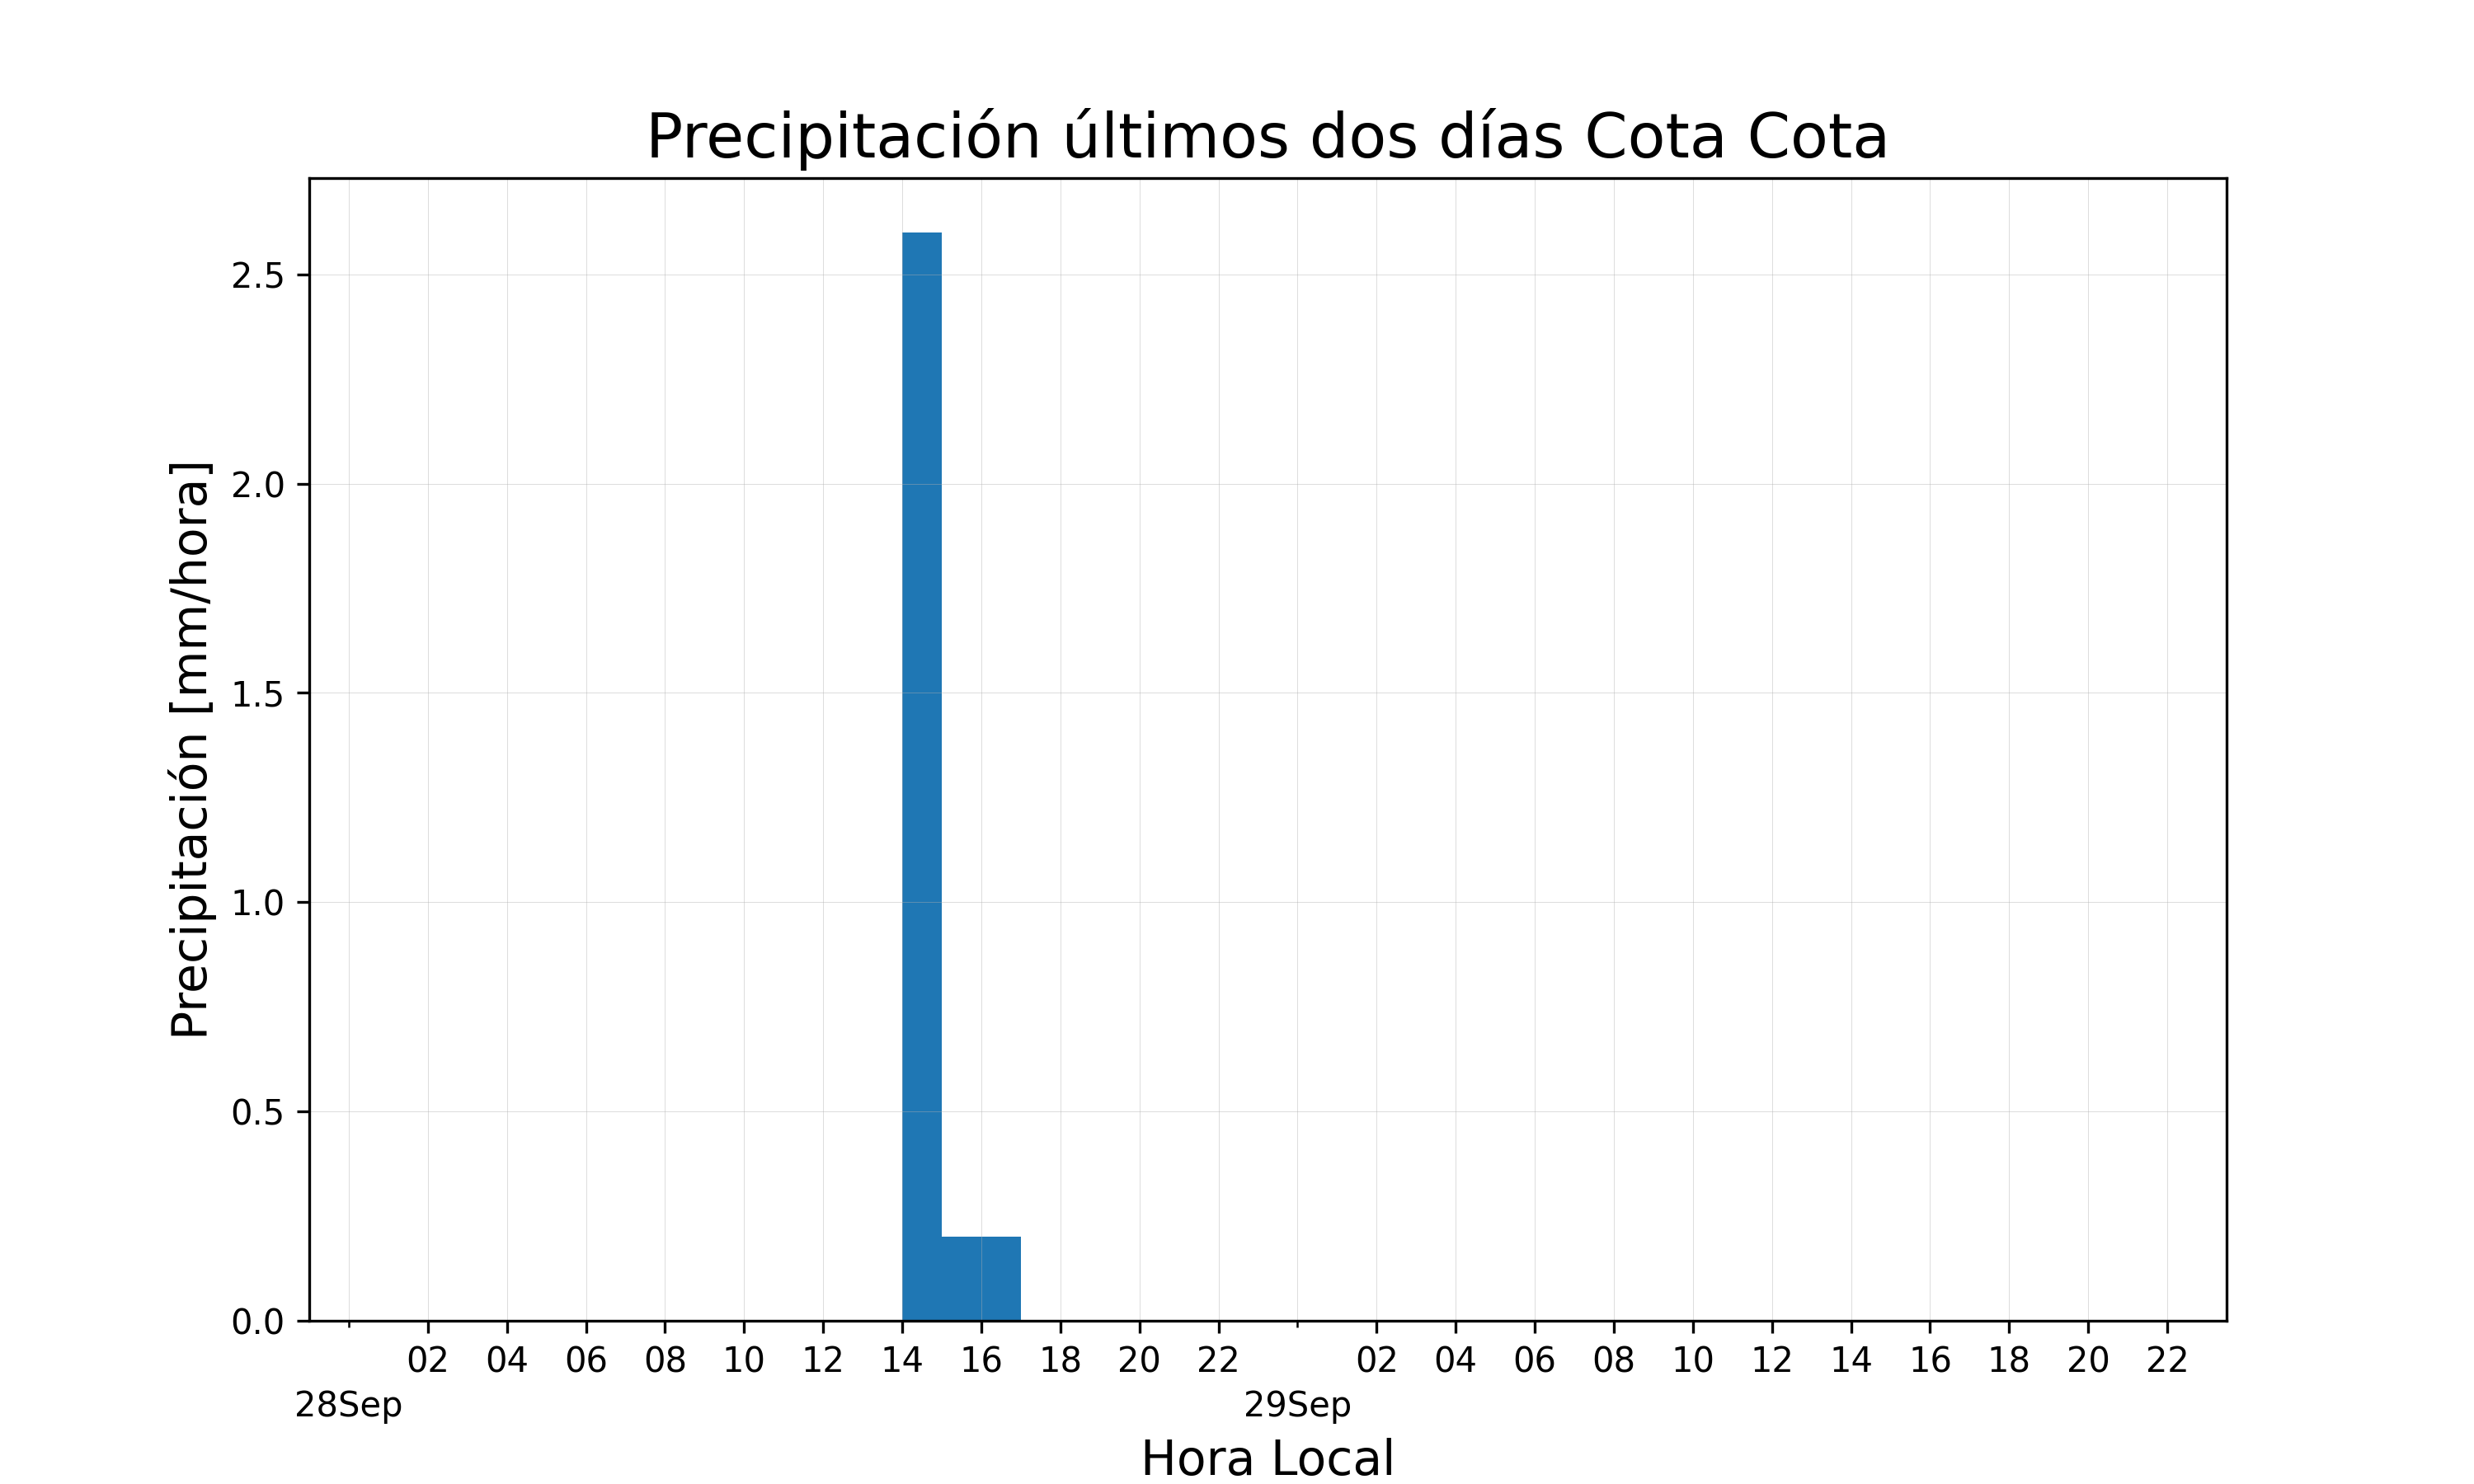 Precipitación últimos dos días Cota Cota
Precipitación [mm/hora]
2.5
2.0
1.5
1.0
0.5
0.0
02 04 06 08 10 12 14 16 18 20 22 02 04 06 08 10 12 14 16 18 20 22
28Sep 29Sep
Hora Local